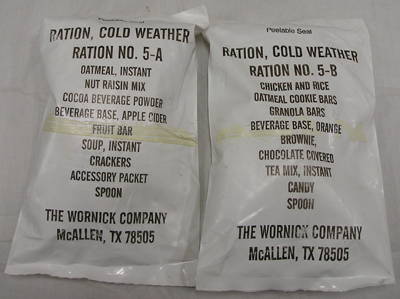 RATION, COLD WEATHER
RATION NO. 5-A
OATMEAL, INSTANT
NUT RAISIN MIX
COCOA BEVERAGE POWDER
BEVERAGE BASE, APPLE CIDER
FRUIT BAR
SOUP, INSTANT
CRACKERS
ACCESSORY PACKET
SPOON
THE WORNICK COMPANY
McALLEN, TX 78505
Peelable Seal
RATION, COLD WEATHER
RATION NO. 5-B
CHICKEN AND RICE
OATMEAL COOKIE BARS
GRANOLA BARS
BEVERAGE BASE, ORANGE
BROWNIE,
CHOCOLATE COVERED
TEA MIX, INSTANT
CANDY
SPOON
THE WORNICK COMPANY
McALLEN, TX 78505